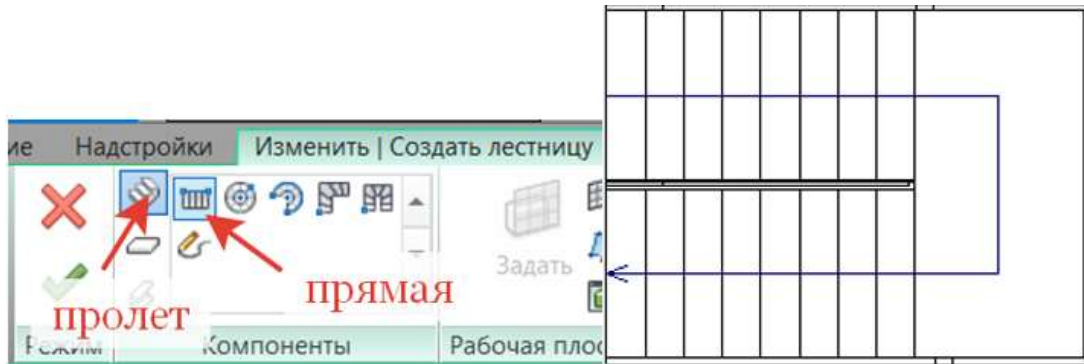 ие Надстройки Изменить | Создать лестницу
Задать
прямая
пролет
Режим Компоненты Рабочая плос